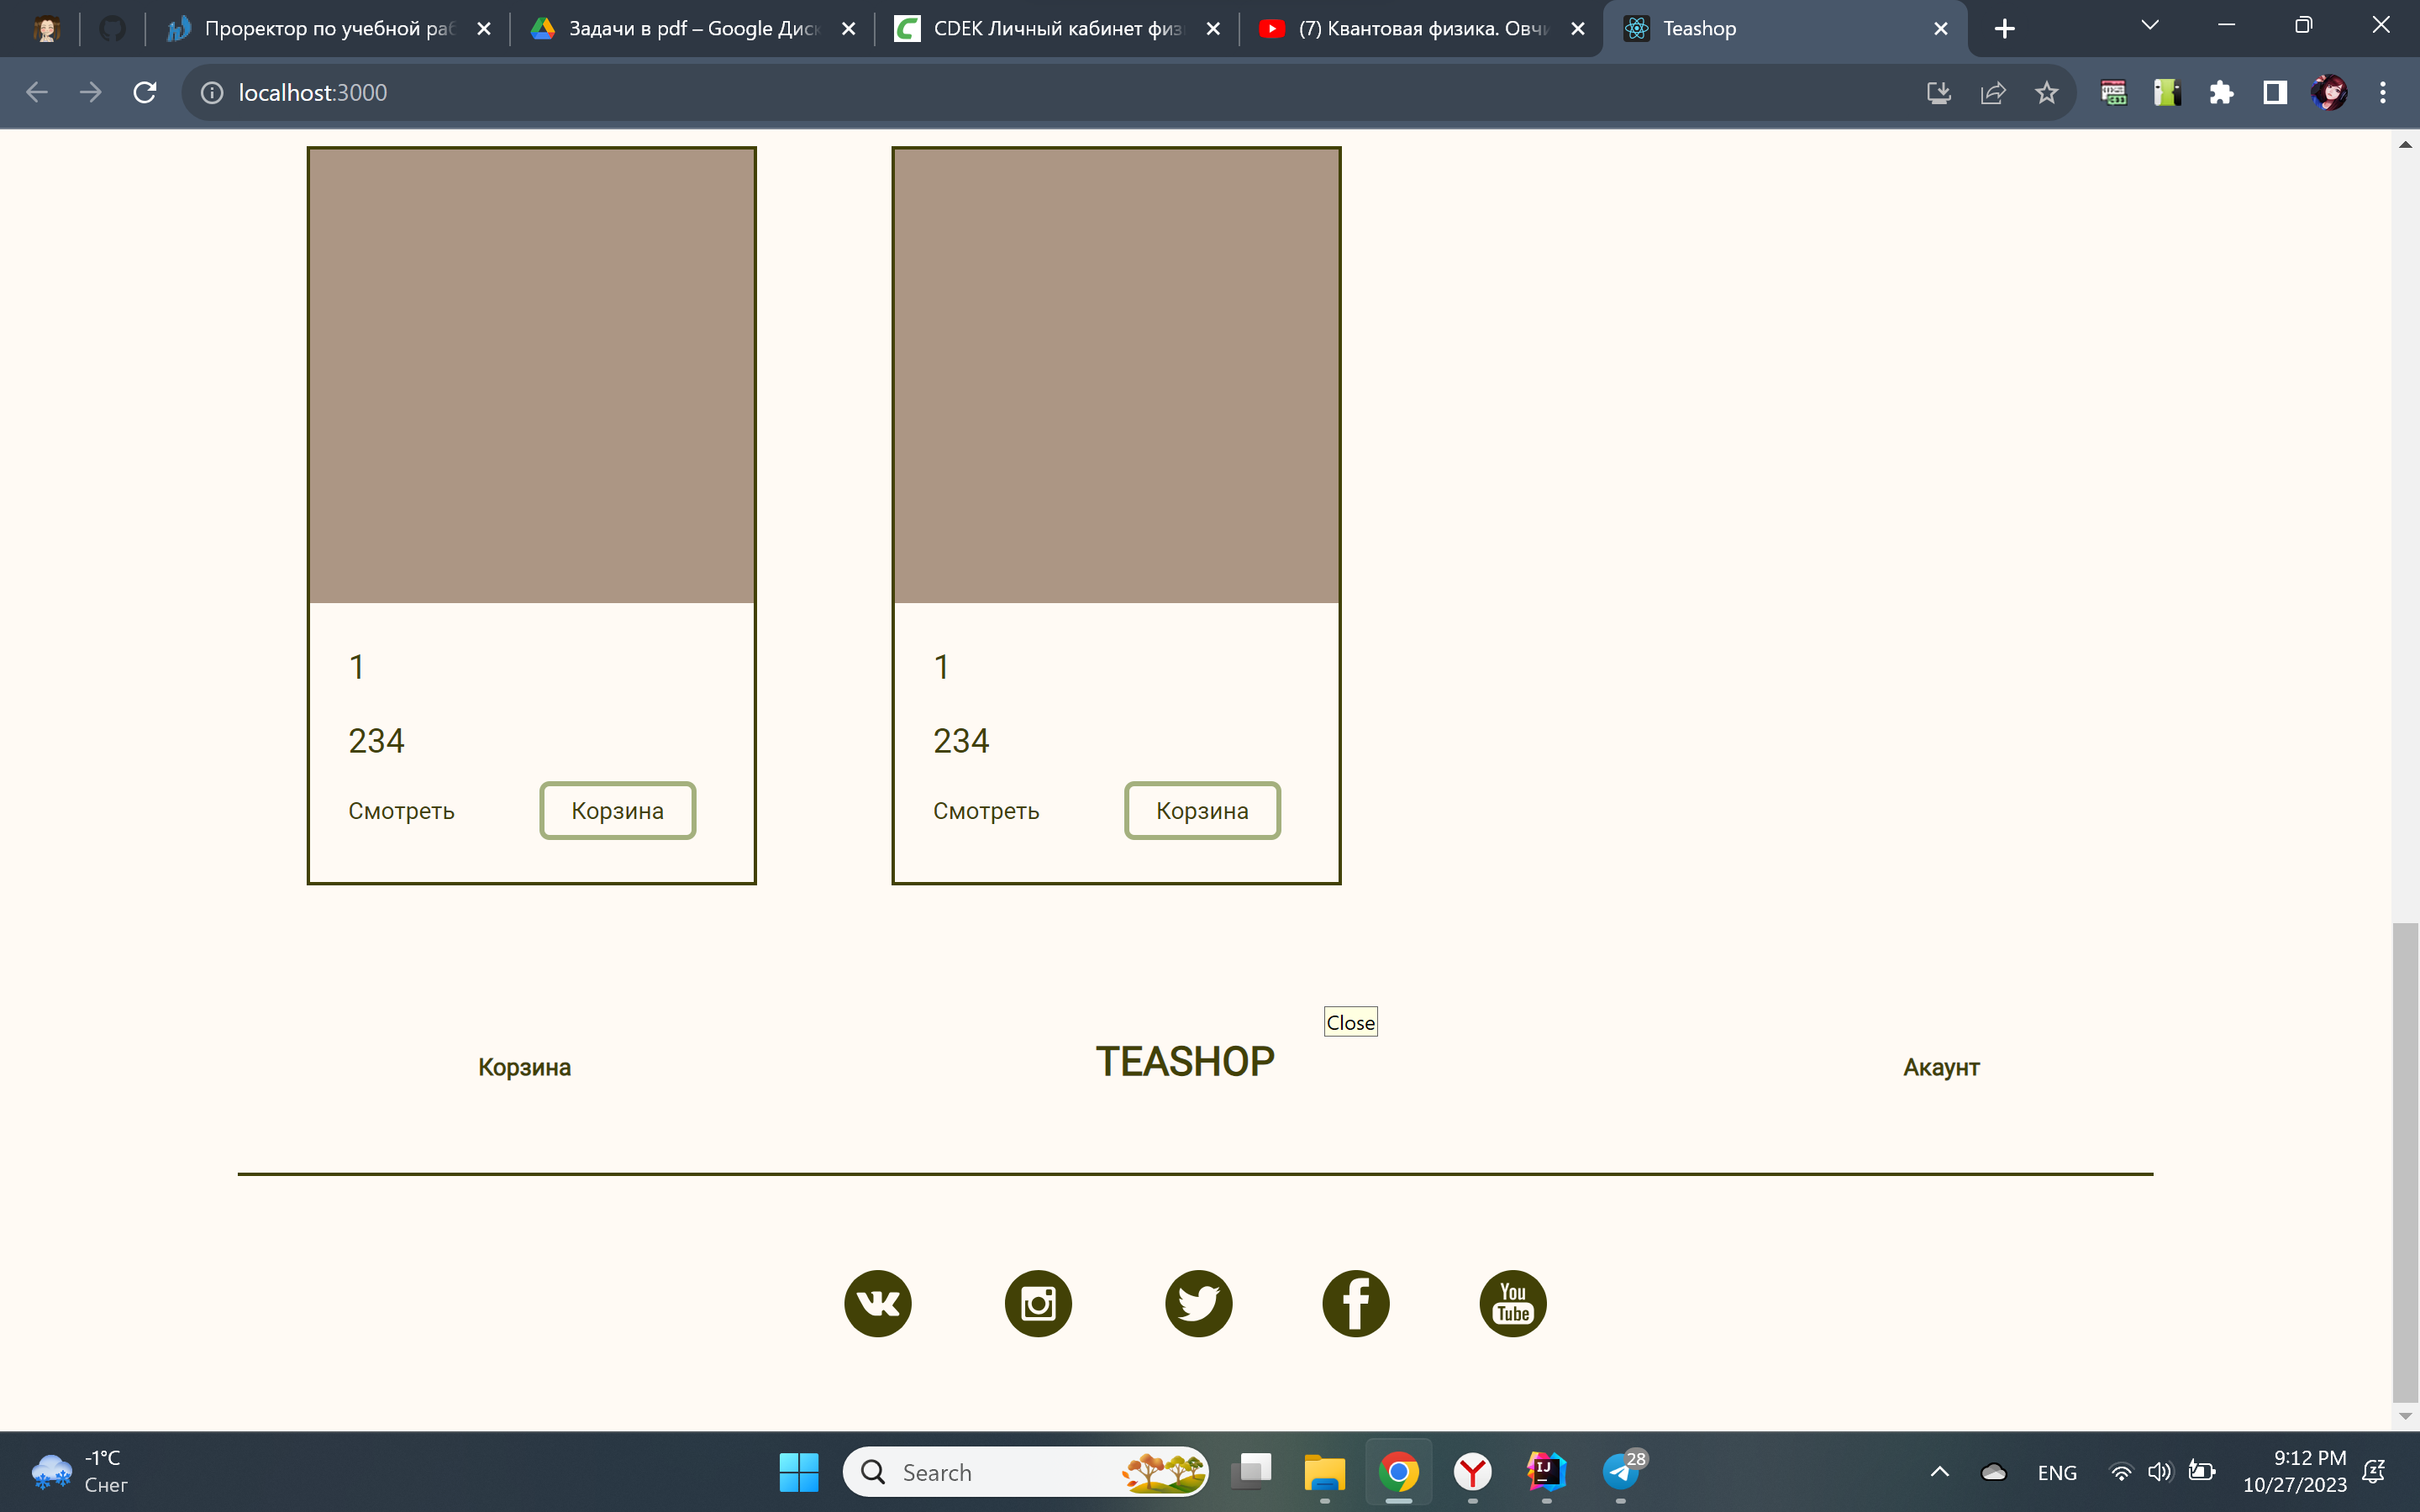 Проректор по учебной раб
Задачи в pdf – Google Диск
CDEK Личный кабинет физ
(7) Квантовая физика. Овчи
Teashop
localhost:3000
1
1
234
234
Смотреть
Корзина
Смотреть
Корзина
Close
Корзина
TEASHOP
Акаунт
You
Tube
-1°C
Снег
Search
28
ENG
9:12 PM
10/27/2023